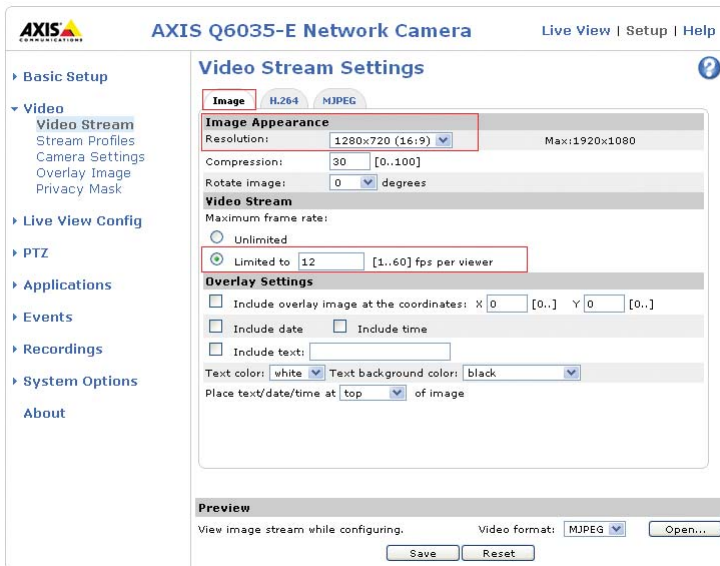 AXIS
COMMUNICATIONS
AXIS Q6035-E Network Camera
Live View | Setup | Help
Basic Setup
Video
Video Stream
Stream Profiles
Camera Settings
Overlay Image
Privacy Mask
Live View Config
PTZ
Applications
Events
Recordings
System Options
About
Video Stream Settings
?
Image H.264 MJPEG
Image Appearance
Resolution: 1280x720 (16:9) Max:1920x1080
Compression: 30 [0..100]
Rotate image: 0 degrees
Video Stream
Maximum frame rate:
Unlimited
Limited to 12 [1..60] fps per viewer
Overlay Settings
Include overlay image at the coordinates: X 0 [0..] Y 0 [0..]
Include date Include time
Include text:
Text color: white Text background color: black
Place text/date/time at top of image
Preview
View image stream while configuring. Video format: MJPEG Open...
Save Reset